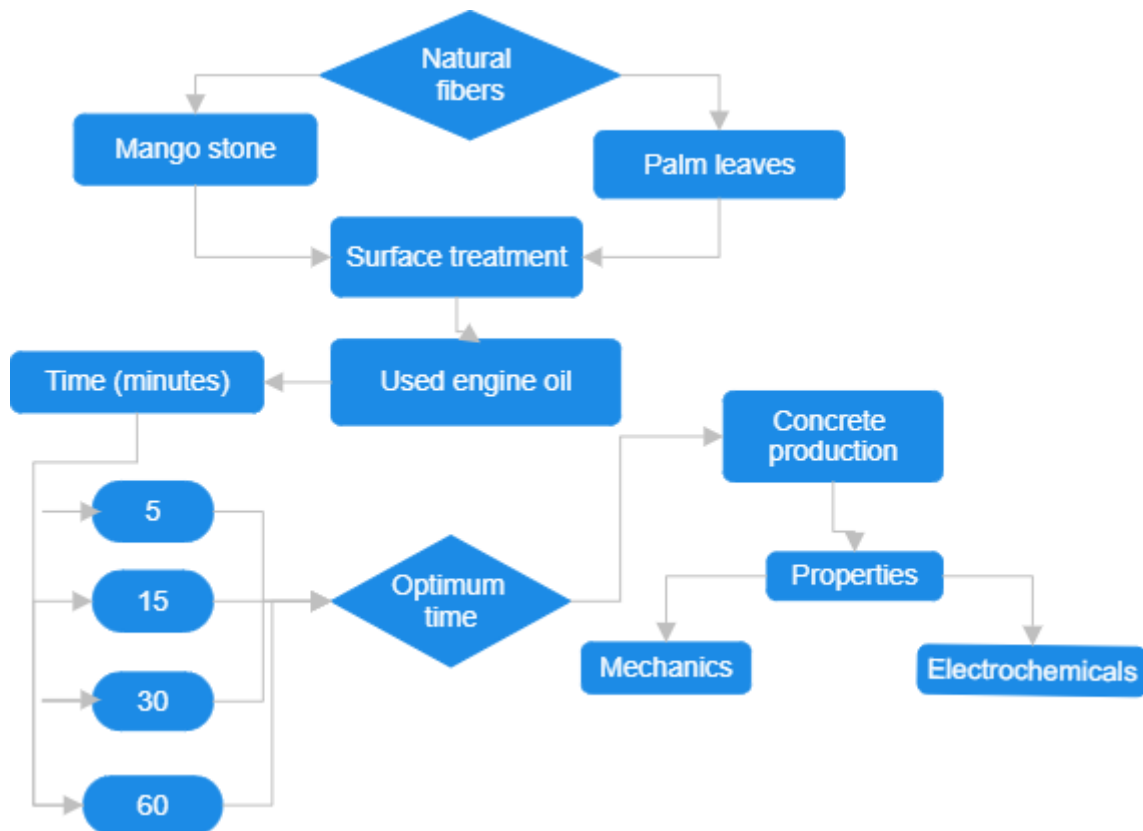 Natural
fibers
Mango stone
Palm leaves
Surface treatment
Time (minutes)
Used engine oil
Concrete
production
5
15
30
60
Optimum
time
Properties
Mechanics
Electrochemicals